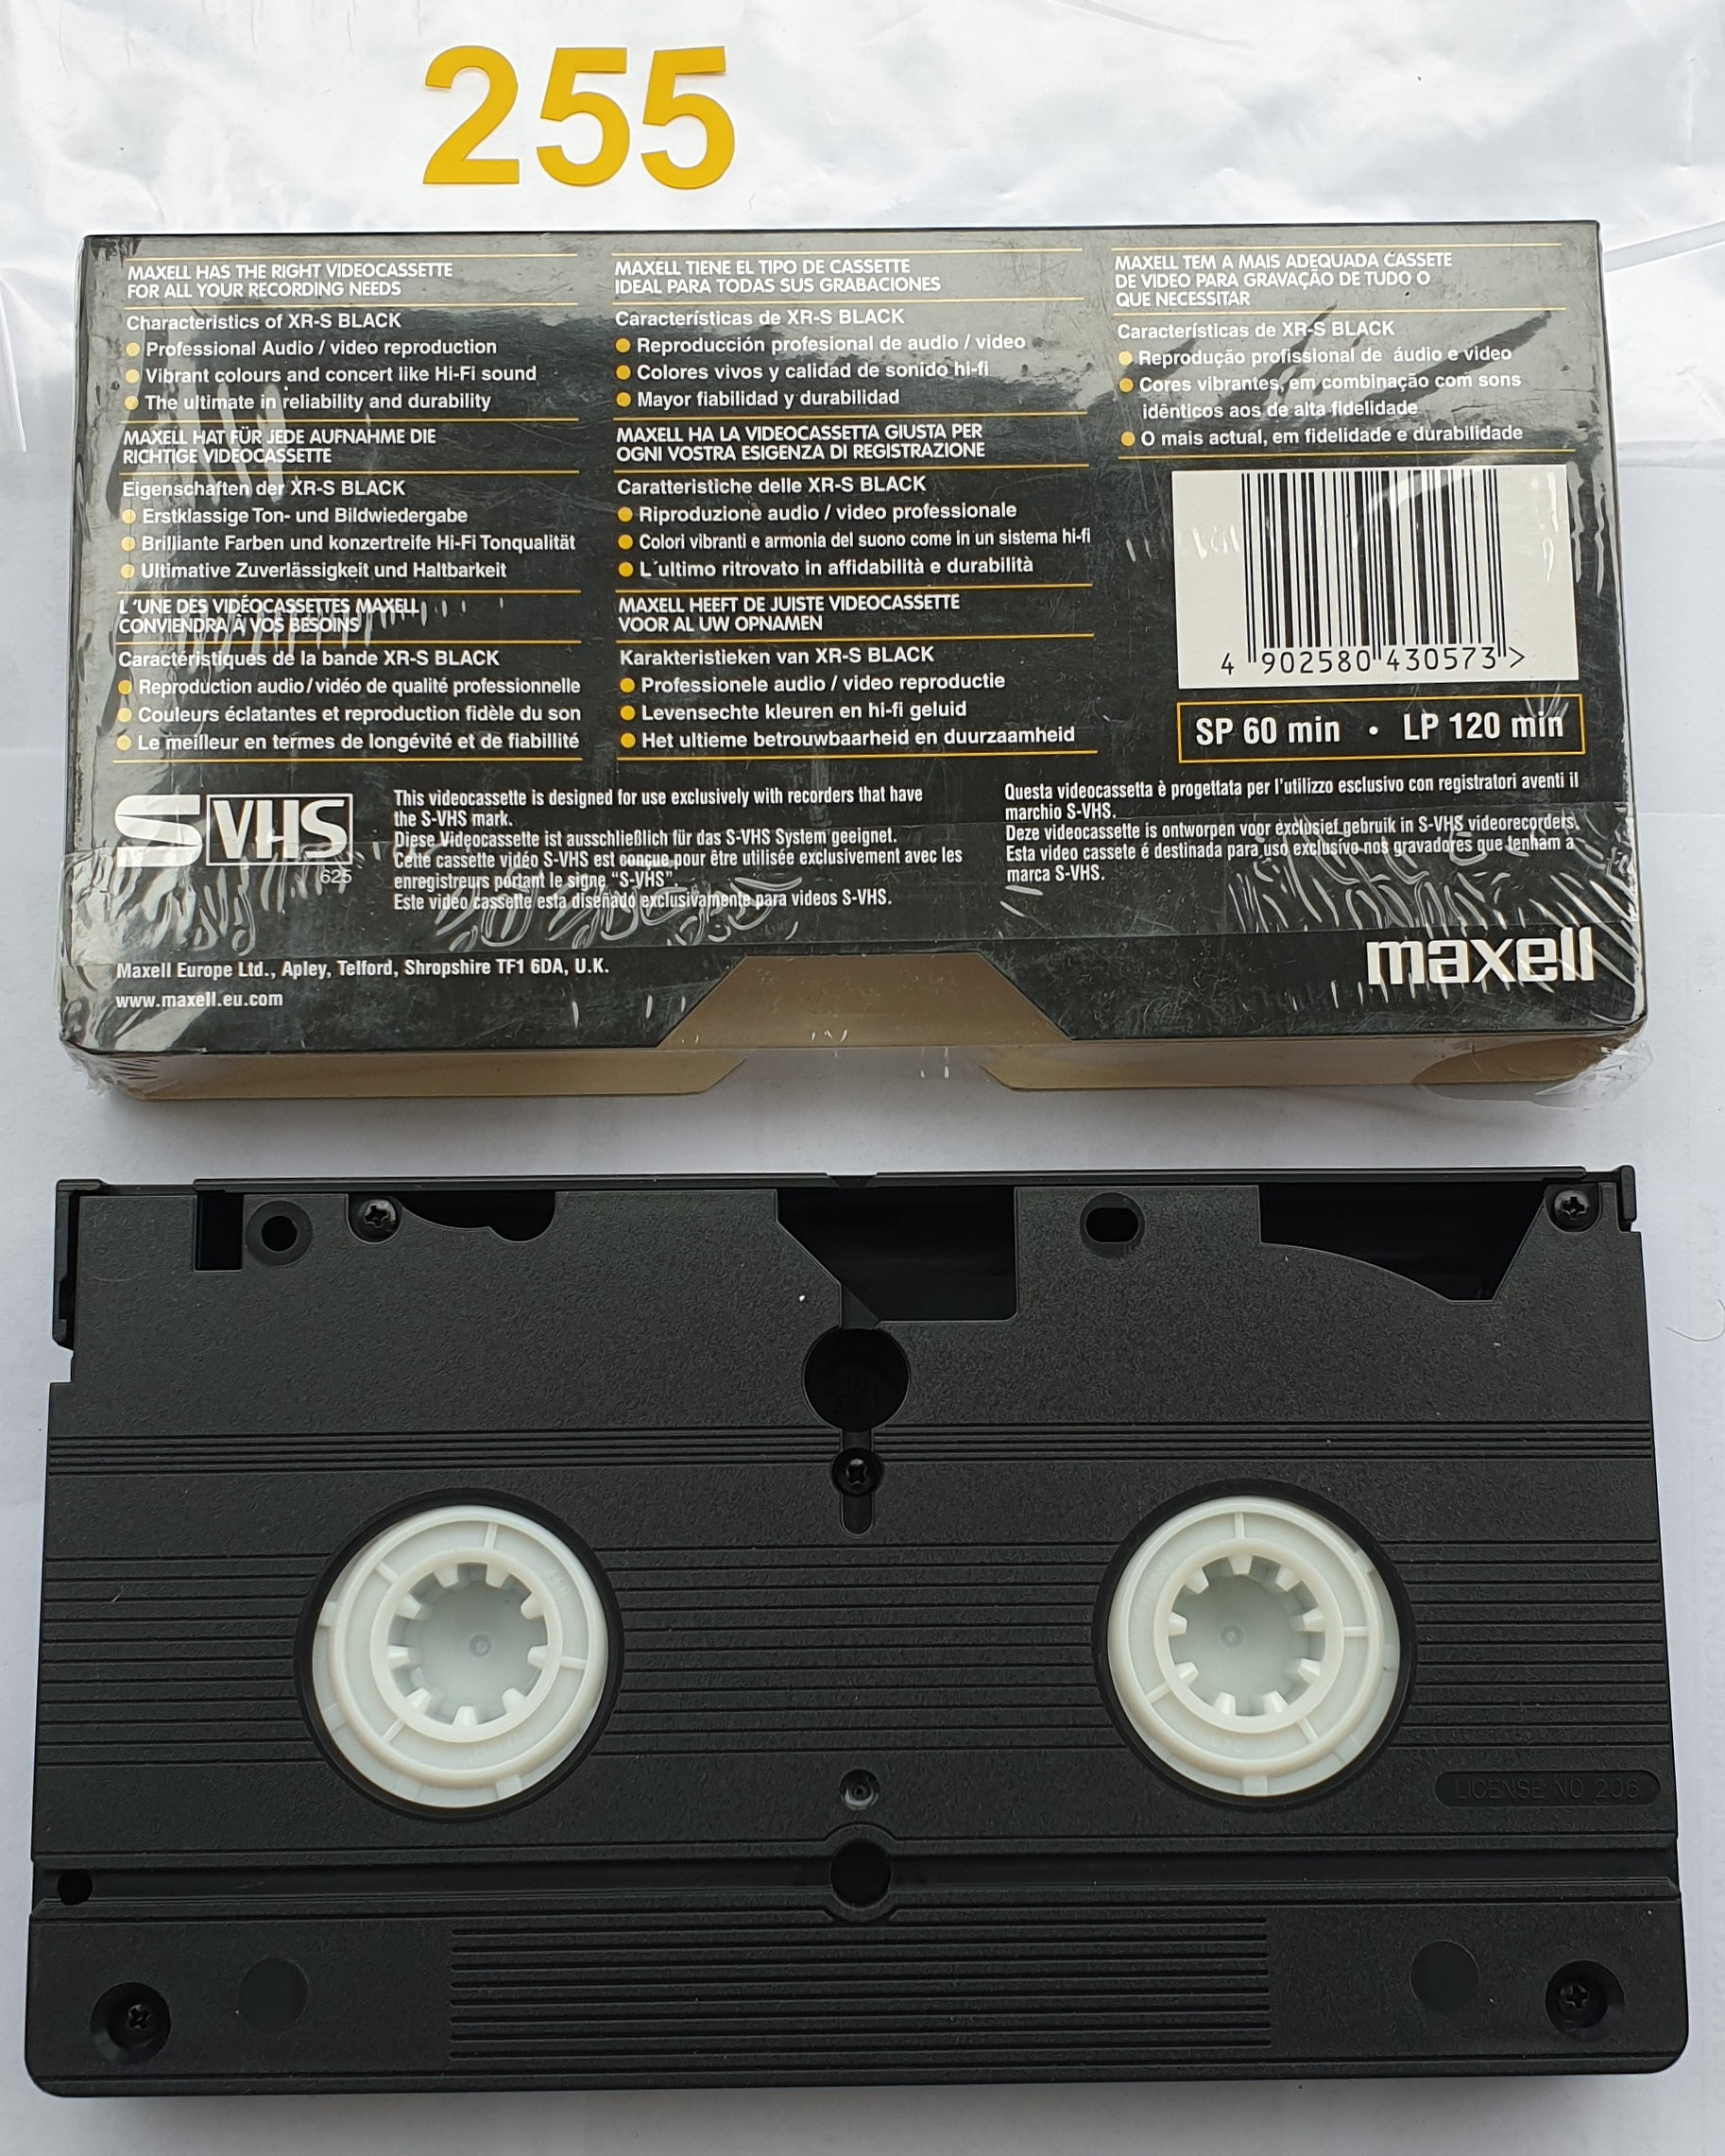 255
MAXELL HAS THE RIGHT VIDEOCASSETTE
FOR ALL YOUR RECORDING NEEDS
Characteristics of XR-S BLACK
Professional Audio / video reproduction
Vibrant colours and concert like Hi-Fi sound
The ultimate in reliability and durability
MAXELL HAT FÜR JEDE AUFNAHME DIE
RICHTIGE VIDEOCASSETTE
Eigenschaften der XR-S BLACK
Erstklassige Ton- und Bildwiedergabe
Brilliante Farben und konzertreife Hi-Fi Tonqualität
Ultimative Zuverlässigkeit und Haltbarkeit
L´UNE DES VIDÉOCASSETTES MAXELL
CONVIENDRA À VOS BESOINS
Caractéristiques de la bande XR-S BLACK
Reproduction audio / vidéo de qualité professionnelle
Couleurs éclatantes et reproduction fidèle du son
Le meilleur en termes de longévité et de fiabillité
MAXELL TIENE EL TIPO DE CASSETTE
IDEAL PARA TODAS SUS GRABACIONES
Características de XR-S BLACK
Reproducción profesional de audio / video
Colores vivos y calidad de sonido hi-fi
Mayor fiabilidad y durabilidad
MAXELL HA LA VIDEOCASSETTA GIUSTA PER
OGNI VOSTRA ESIGENZA DI REGISTRAZIONE
Caratteristiche delle XR-S BLACK
Riproduzione audio / video professionale
Colori vibranti e armonia del suono come in un sistema hi-fi
L´ultimo ritrovato in affidabilità e durabilità
MAXELL HEEFT DE JUISTE VIDEOCASSETTE
VOOR AL UW OPNAMEN
Karakteristieken van XR-S BLACK
Professionele audio / video reproductie
Levensechte kleuren en hi-fi geluid
Het ultieme betrouwbaarheid en duurzaamheid
MAXELL TEM A MAIS ADEQUADA CASSETE
DE VIDEO PARA GRAVAÇÃO DE TUDO O
QUE NECESSITAR
Características de XR-S BLACK
Reprodução profissional de áudio e video
Cores vibrantes, em combinação com sons
idênticos aos de alta fidelidade
O mais actual, em fidelidade e durabilidade
4 902580 430573 >
SP 60 min • LP 120 min
S VHS
625
This videocassette is designed for use exclusively with recorders that have
the S-VHS mark.
Diese Videocassette ist ausschließlich für das S-VHS System geeignet.
Cette cassette vidéo S-VHS est conçue pour être utilisée exclusivement avec les
enregistreurs portant le signe "S-VHS"
Este video cassette esta diseñado exclusivamente para videos S-VHS.
Questa videocassetta è progettata per l'utilizzo esclusivo con registratori aventi il
marchio S-VHS.
Deze videocassette is ontworpen voor exclusief gebruik in S-VHS videorecorders.
Esta video cassete é destinada para uso exclusivo nos gravadores que tenham a
marca S-VHS.
maxell
Maxell Europe Ltd., Apley, Telford, Shropshire TF1 6DA, U.K.
www.maxell.eu.com
LICENSE NO 206